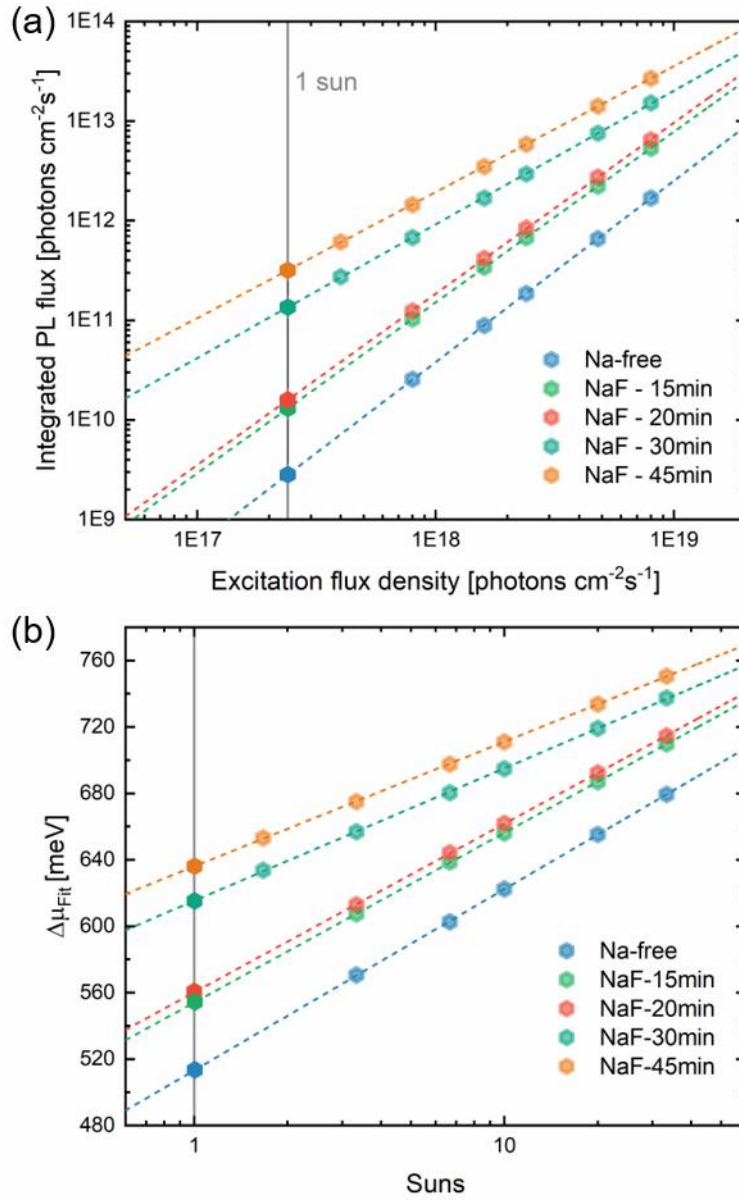 (a)
1E14
1E13
1E12
1E11
1E10
1E9
Integrated PL flux [photons cm⁻²s⁻¹]
1 sun
Na-free
NaF - 15min
NaF - 20min
NaF - 30min
NaF - 45min
1E17
1E18
1E19
Excitation flux density [photons cm⁻²s⁻¹]
(b)
760
720
680
640
600
560
520
480
Δμ_Fit [meV]
Na-free
NaF-15min
NaF-20min
NaF-30min
NaF-45min
1
10
Suns